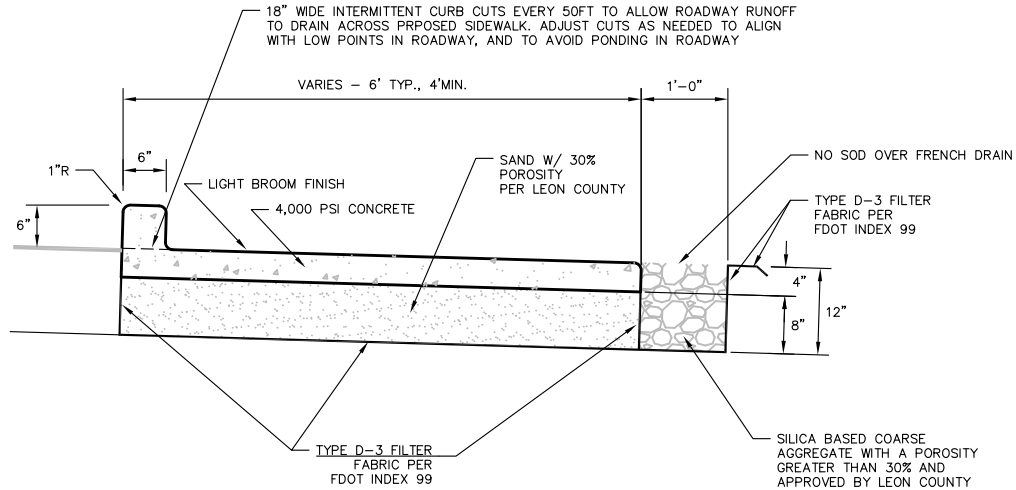 18” WIDE INTERMITTENT CURB CUTS EVERY 50FT TO ALLOW ROADWAY RUNOFF
TO DRAIN ACROSS PRPOSED SIDEWALK. ADJUST CUTS AS NEEDED TO ALIGN
WITH LOW POINTS IN ROADWAY, AND TO AVOID PONDING IN ROADWAY
VARIES – 6' TYP., 4'MIN.
1'–0”
6”
1”R
6”
LIGHT BROOM FINISH
4,000 PSI CONCRETE
SAND W/ 30%
POROSITY
PER LEON COUNTY
NO SOD OVER FRENCH DRAIN
TYPE D–3 FILTER
FABRIC PER
FDOT INDEX 99
4”
8”
12”
TYPE D–3 FILTER
FABRIC PER
FDOT INDEX 99
SILICA BASED COARSE
AGGREGATE WITH A POROSITY
GREATER THAN 30% AND
APPROVED BY LEON COUNTY